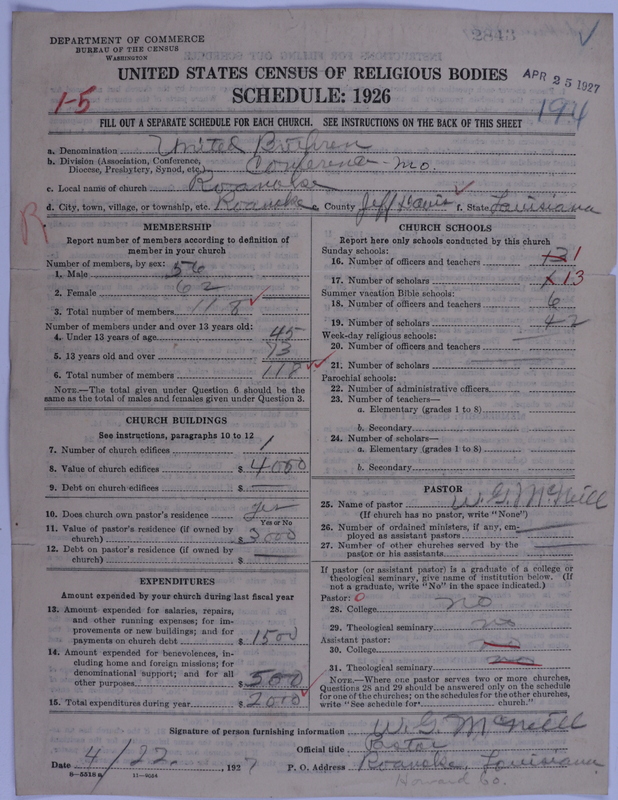 DEPARTMENT OF COMMERCE
BUREAU OF THE CENSUS
WASHINGTON
2843
UNITED STATES CENSUS OF RELIGIOUS BODIES
APR 25 1927
SCHEDULE: 1926
1-5
194
FILL OUT A SEPARATE SCHEDULE FOR EACH CHURCH. SEE INSTRUCTIONS ON THE BACK OF THIS SHEET
a. Denomination United Brethren
b. Division (Association, Conference, Diocese, Presbytery, Synod, etc.) Conference - Mo.
c. Local name of church Roanoke
d. City, town, village, or township, etc. Roanoke e. County Jeff Davis f. State Louisiana
R
MEMBERSHIP
Report number of members according to definition of member in your church
Number of members, by sex:
1. Male 56
2. Female 62
3. Total number of members 118
Number of members under and over 13 years old:
4. Under 13 years of age 45
5. 13 years old and over 73
6. Total number of members 118
NOTE.—The total given under Question 6 should be the same as the total of males and females given under Question 3.
CHURCH BUILDINGS
See instructions, paragraphs 10 to 12
7. Number of church edifices 1
8. Value of church edifices $ 4000
9. Debt on church edifices $ —
10. Does church own pastor's residence yes
Yes or No
11. Value of pastor's residence (if owned by church) $ 3000
12. Debt on pastor's residence (if owned by church) $ —
EXPENDITURES
Amount expended by your church during last fiscal year
13. Amount expended for salaries, repairs, and other running expenses; for improvements or new buildings; and for payments on church debt $ 1500
14. Amount expended for benevolences, including home and foreign missions; for denominational support; and for all other purposes $ 500
15. Total expenditures during year $ 2000
CHURCH SCHOOLS
Report here only schools conducted by this church
Sunday schools:
16. Number of officers and teachers 21
17. Number of scholars 113
Summer vacation Bible schools:
18. Number of officers and teachers 6
19. Number of scholars 42
Week-day religious schools:
20. Number of officers and teachers —
21. Number of scholars —
Parochial schools:
22. Number of administrative officers
23. Number of teachers—
a. Elementary (grades 1 to 8)
b. Secondary
24. Number of scholars—
a. Elementary (grades 1 to 8)
b. Secondary
PASTOR
25. Name of pastor W. G. McNeill
(If church has no pastor, write "None")
26. Number of ordained ministers, if any, employed as assistant pastors —
27. Number of other churches served by the pastor or his assistants —
If pastor (or assistant pastor) is a graduate of a college or theological seminary, give name of institution below. (If not a graduate, write "No" in the space indicated.)
Pastor:
28. College no
29. Theological seminary no
Assistant pastor:
30. College no
31. Theological seminary no
NOTE.—Where one pastor serves two or more churches, Questions 28 and 29 should be answered only on the schedule for one of the churches; on the schedules for the other churches, write "See schedule for church."
Signature of person furnishing information W. G. McNeill
Official title Pastor
Date 4/22. 1927 P. O. Address Roanoke, Louisiana
8-5518 a 11-9064
Howard Co.